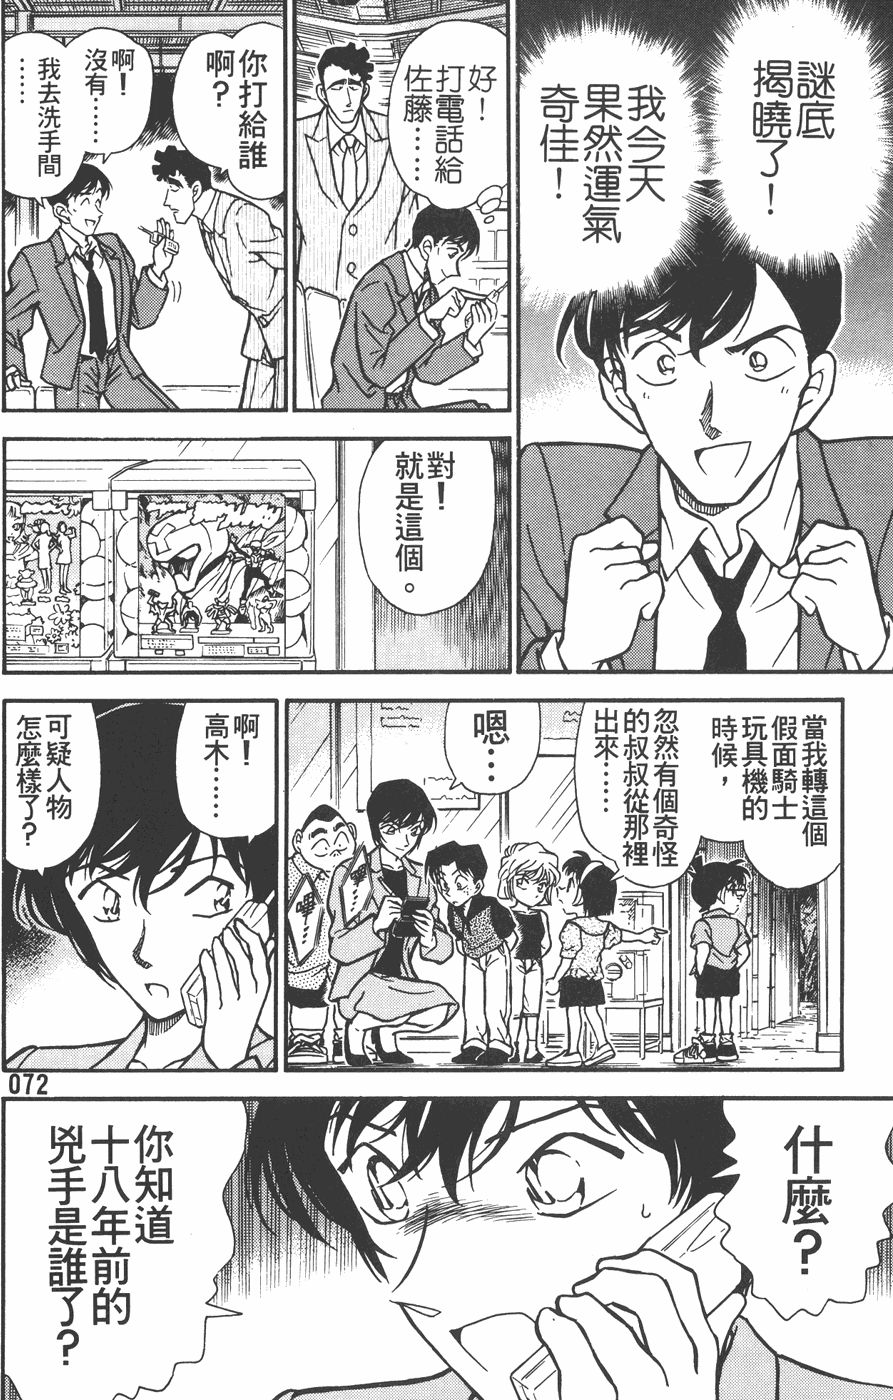 謎底
揭曉了！
我今天
果然運氣
奇佳！
好！
打電話給
佐藤……
你打給誰
啊？
啊！
沒有……
我去洗手間
……
對！
就是這個。
當我轉這個
假面騎士
玩具機的
時候，
忽然有個奇怪
的叔叔從那裡
出來……
嗯…
嗶…
嗶…
啊！
高木……
可疑人物
怎麼樣了？
072
什麼？
你知道
十八年前的
兇手是誰了？